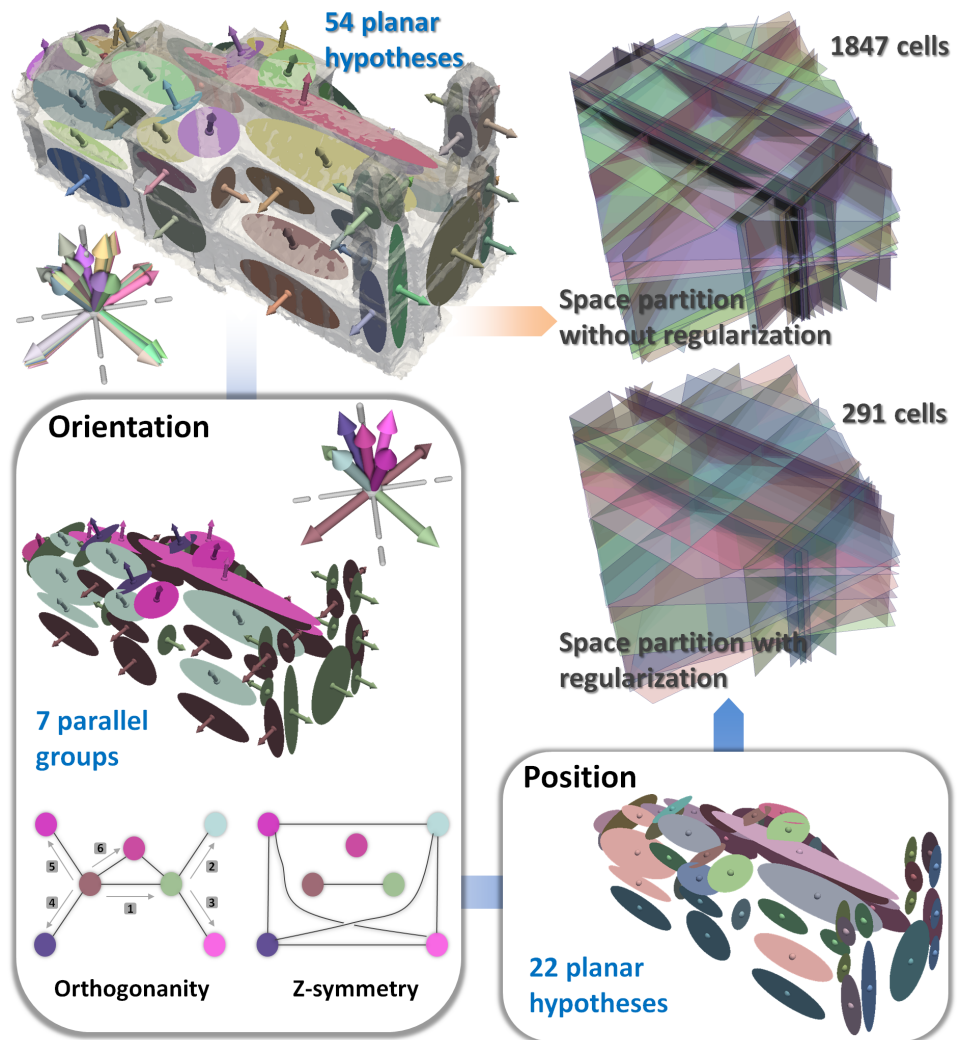 54 planar
hypotheses
1847 cells
Space partition
without regularization
Orientation
291 cells
Space partition with
regularization
7 parallel
groups
Position
6
5
2
4
1
3
22 planar
hypotheses
Orthogonanity
Z-symmetry